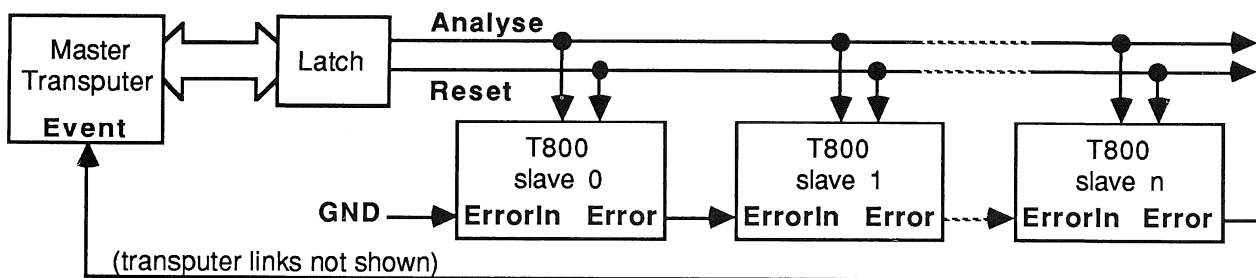 Analyse
Master
Transputer
Latch
Reset
Event
T800
slave 0
T800
slave 1
T800
slave n
GND
ErrorIn Error
ErrorIn Error
ErrorIn Error
(transputer links not shown)